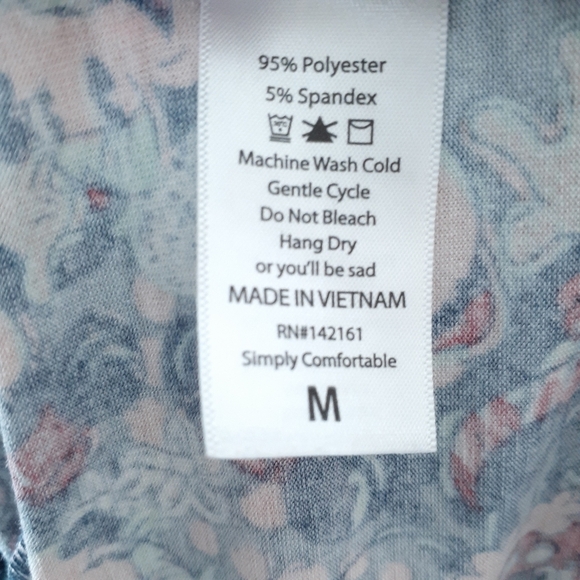 95% Polyester
5% Spandex
Machine Wash Cold
Gentle Cycle
Do Not Bleach
Hang Dry
or you'll be sad
MADE IN VIETNAM
RN#142161
Simply Comfortable
M